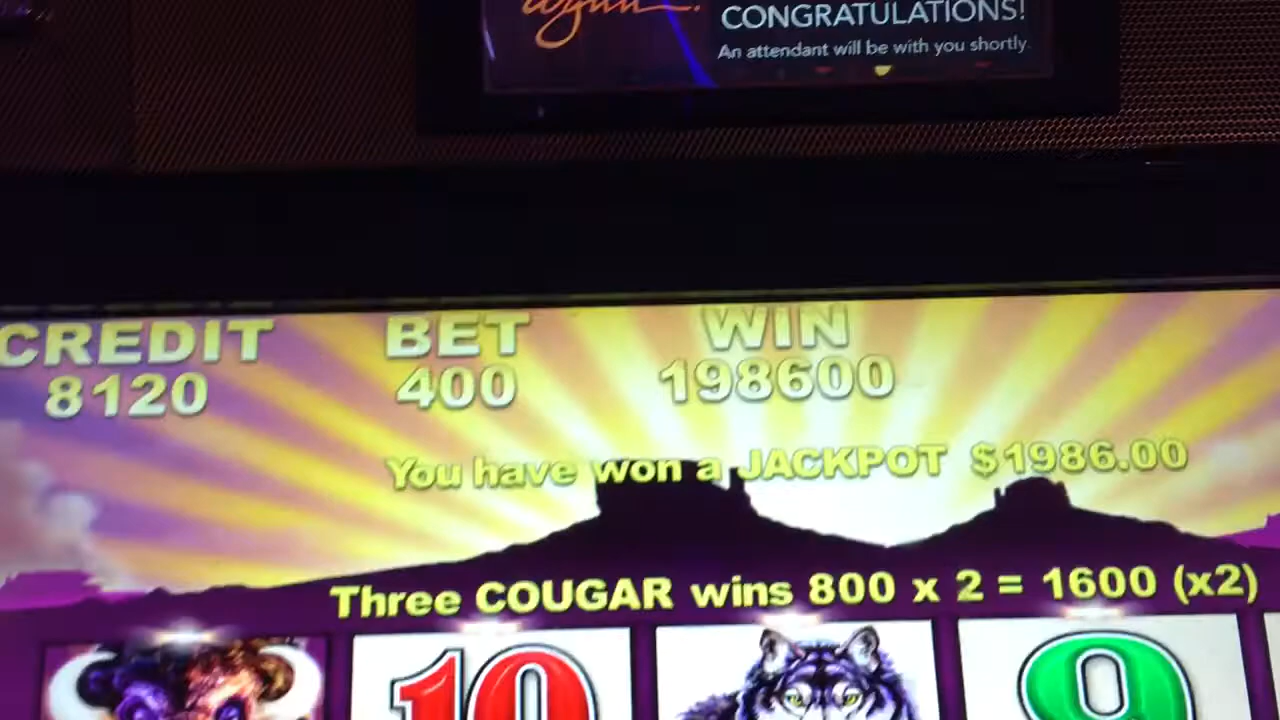 Wynn.
CONGRATULATIONS!
An attendant will be with you shortly.
CREDIT BET WIN
8120 400 198600
You have won a JACKPOT $1986.00
Three COUGAR wins 800 x 2 = 1600 (x2)
10 9